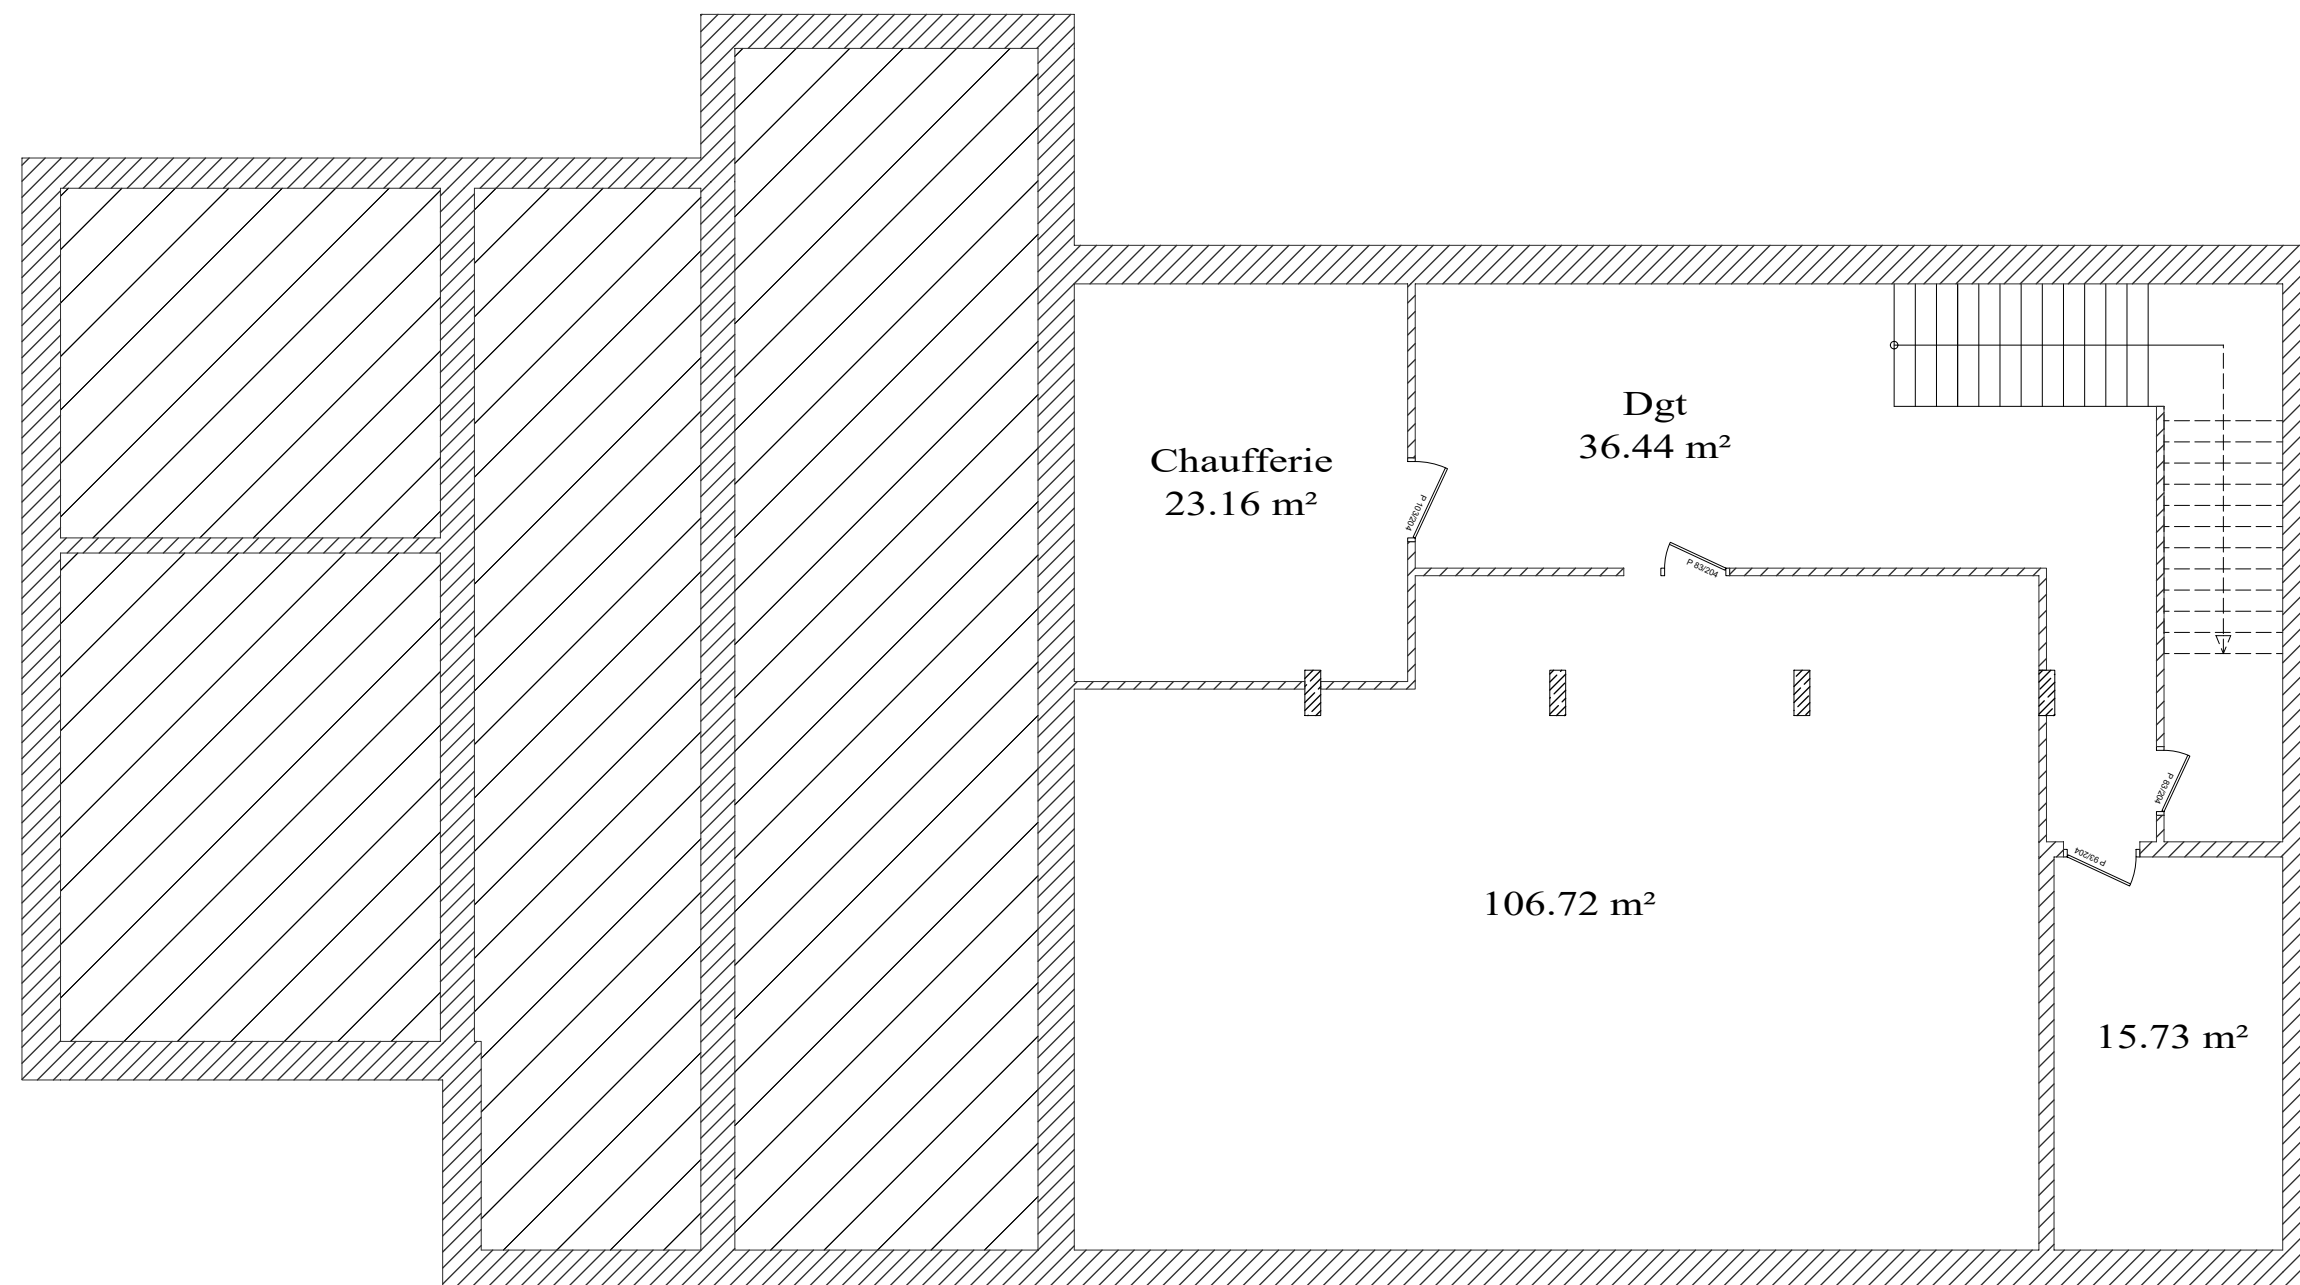 Dgt
36.44 m²
Chaufferie
23.16 m²
P 103/204
P 83/204
P 83/204
P 93/204
106.72 m²
15.73 m²